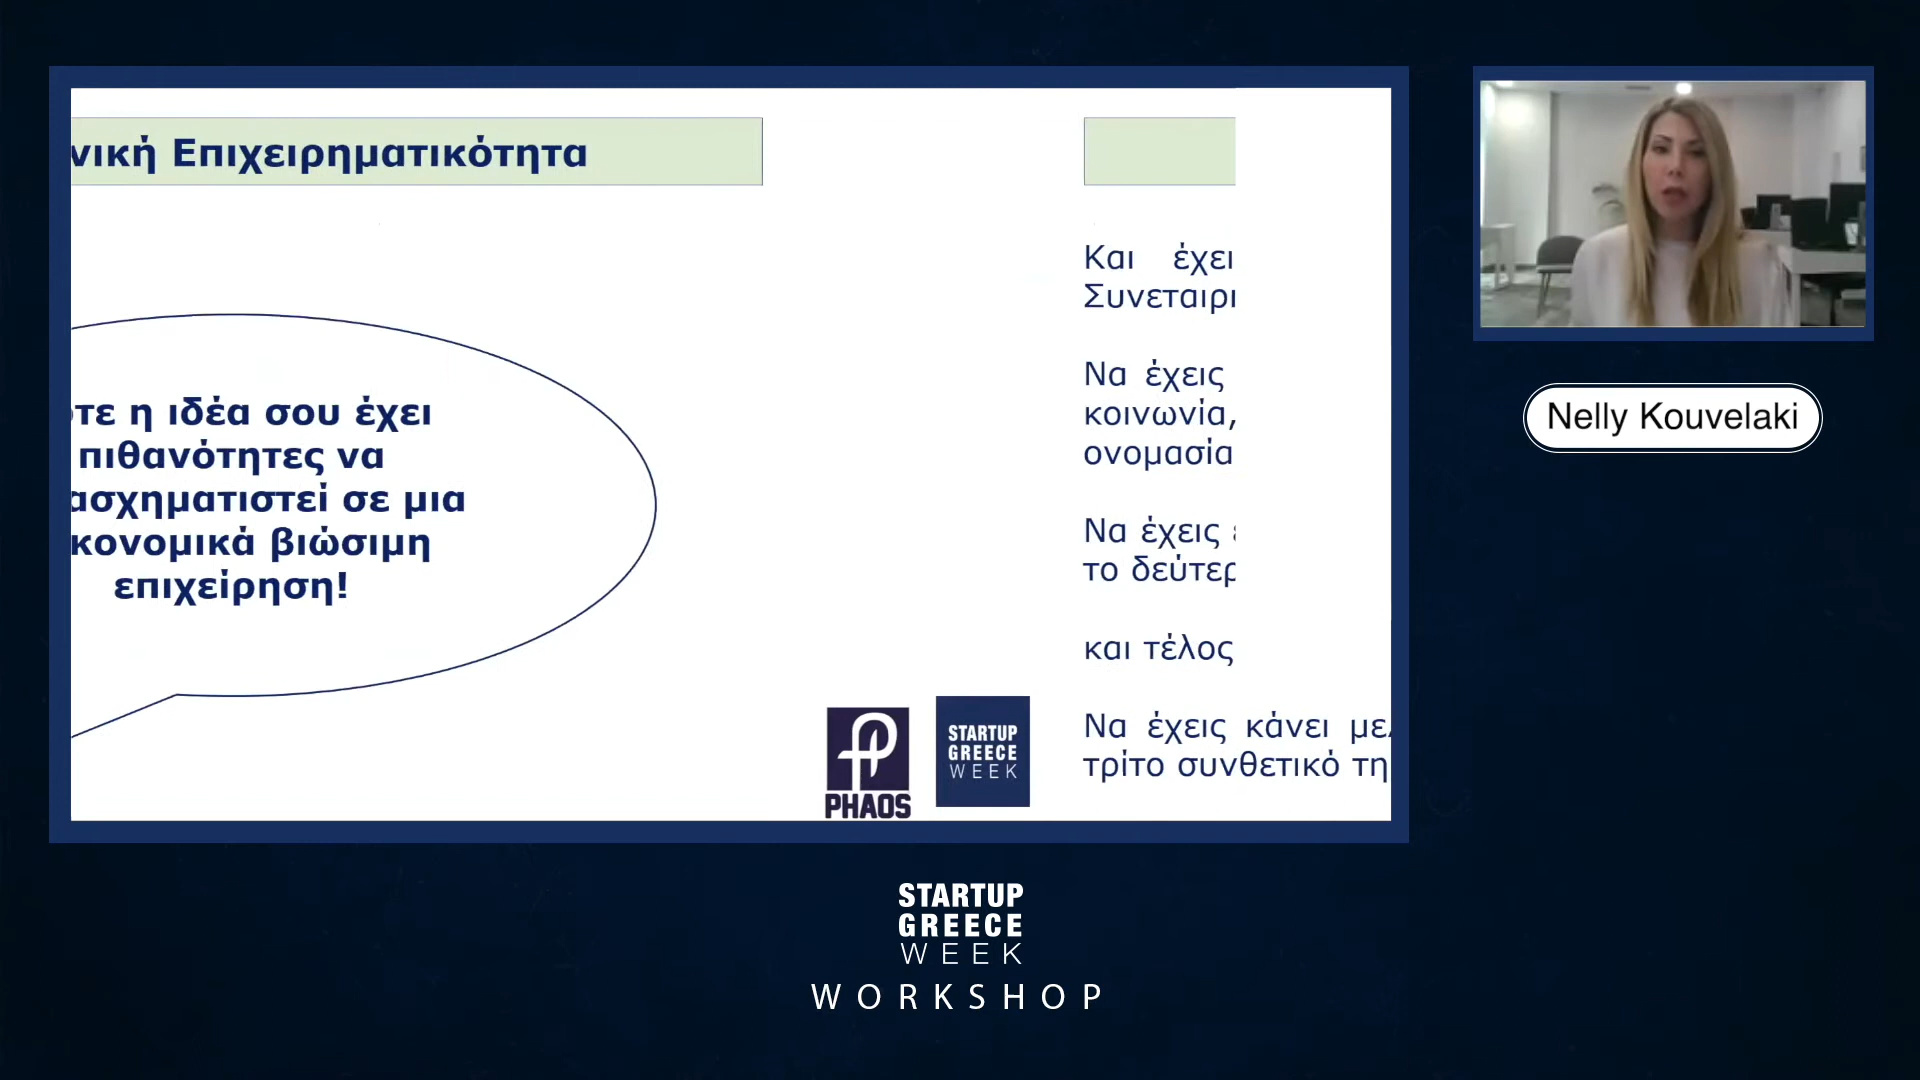 νική Επιχειρηματικότητα
τε η ιδέα σου έχει
πιθανότητες να
ασχηματιστεί σε μια
κονομικά βιώσιμη
επιχείρηση!
Και έχει
Συνεταιρι
Να έχεις
κοινωνία,
ονομασία
Να έχεις
το δεύτερ
και τέλος
Να έχεις κάνει με
τρίτο συνθετικό τη
PHAOS
STARTUP
GREECE
WEEK
Nelly Kouvelaki
STARTUP
GREECE
WEEK
WORKSHOP